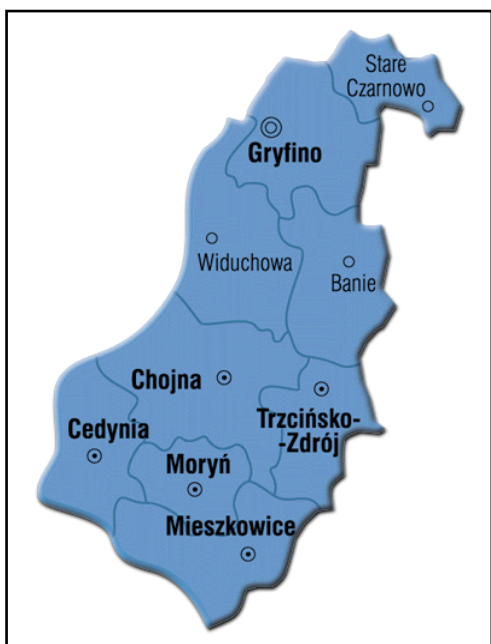 Stare
Czarnowo
Gryfino
Widuchowa
Banie
Chojna
Trzcińsko-
-Zdrój
Cedynia
Moryń
Mieszkowice